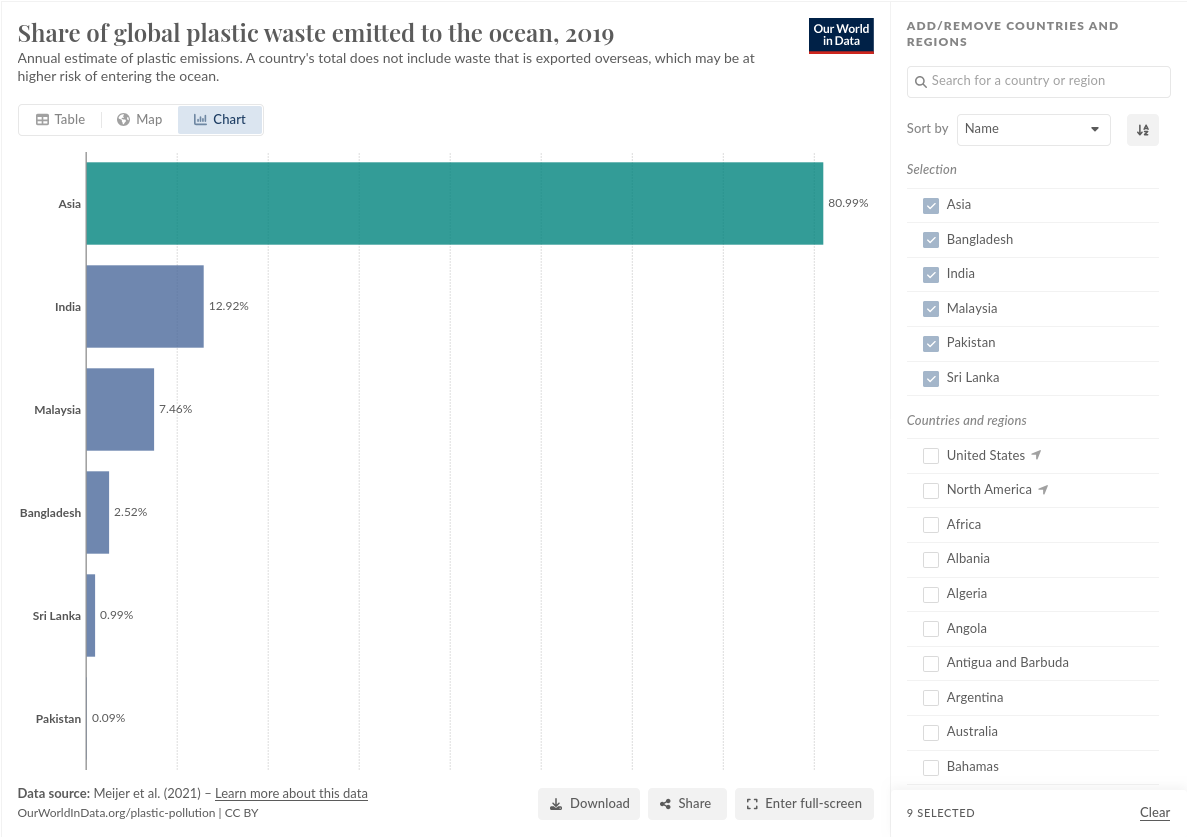 Share of global plastic waste emitted to the ocean, 2019
Annual estimate of plastic emissions. A country's total does not include waste that is exported overseas, which may be at
higher risk of entering the ocean.
Our World
in Data
Table
Map
Chart
Asia
80.99%
India
12.92%
Malaysia
7.46%
Bangladesh
2.52%
Sri Lanka
0.99%
Pakistan
0.09%
Data source: Meijer et al. (2021) – Learn more about this data
OurWorldInData.org/plastic-pollution | CC BY
Download
Share
Enter full-screen
ADD/REMOVE COUNTRIES AND
REGIONS
Search for a country or region
Sort by
Name
Selection
Asia
Bangladesh
India
Malaysia
Pakistan
Sri Lanka
Countries and regions
United States
North America
Africa
Albania
Algeria
Angola
Antigua and Barbuda
Argentina
Australia
Bahamas
9 SELECTED
Clear